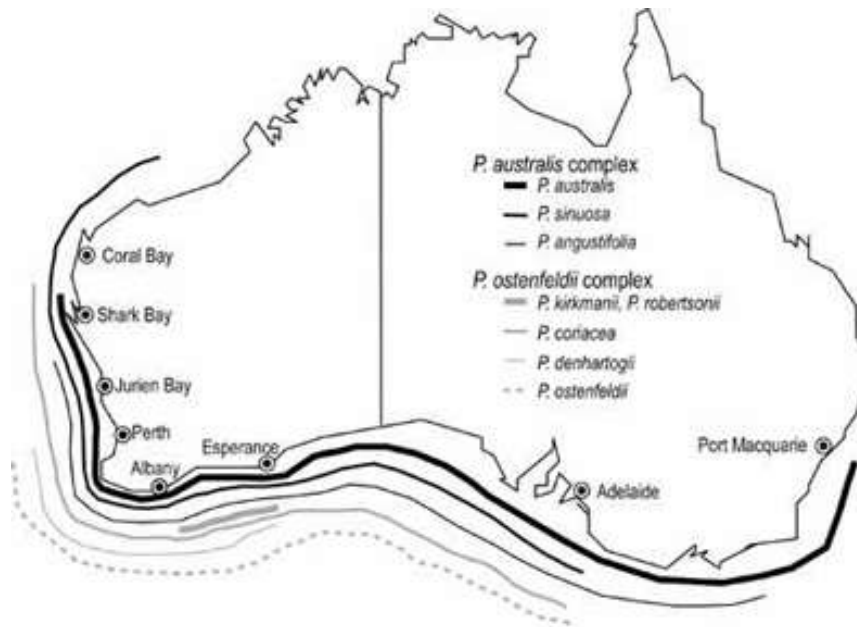 P. australis complex
P. australis
P. sinuosa
P. angustifolia
P. ostenfeldii complex
P. kirkmanii, P. robertsonii
P. coriacea
P. denhartogii
P. ostenfeldii
Coral Bay
Shark Bay
Jurien Bay
Perth
Esperance
Albany
Port Macquarie
Adelaide